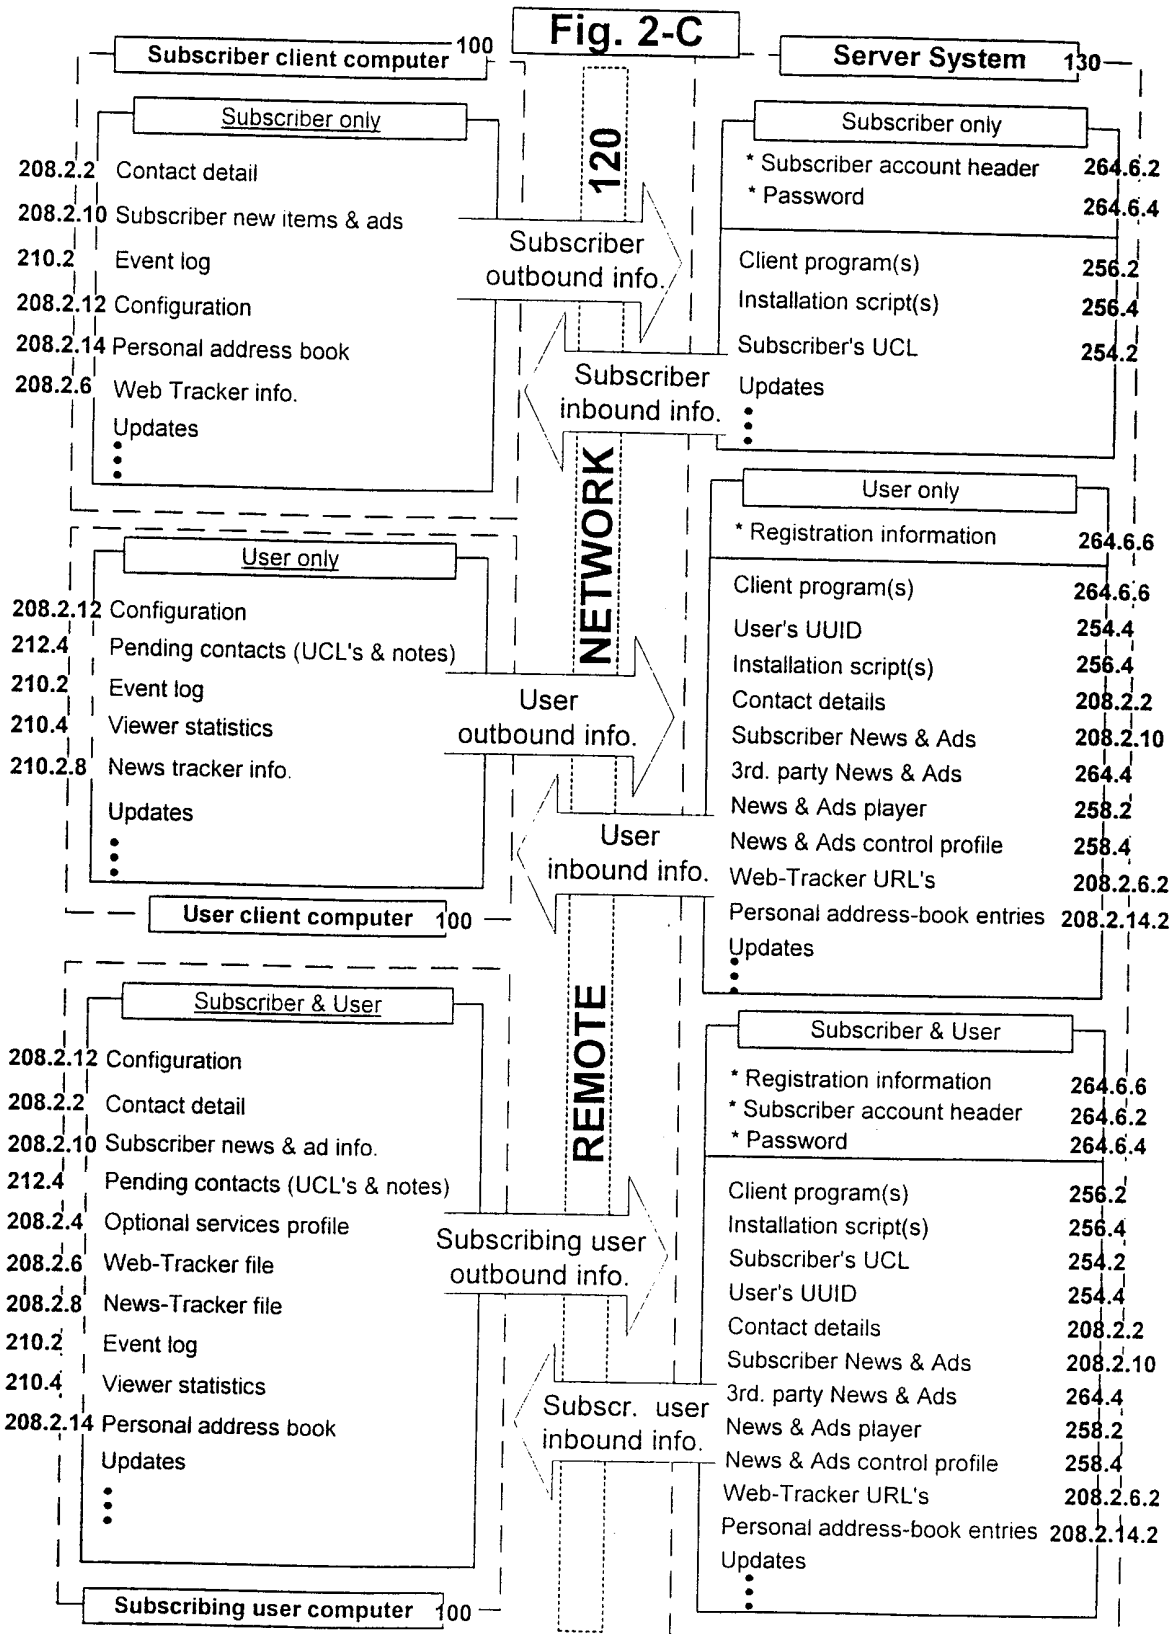 Fig. 2-C
Subscriber client computer 100
Subscriber only
208.2.2 Contact detail
208.2.10 Subscriber new items & ads
210.2 Event log
208.2.12 Configuration
208.2.14 Personal address book
208.2.6 Web Tracker info.
Updates
User only
208.2.12 Configuration
212.4 Pending contacts (UCL's & notes)
210.2 Event log
210.4 Viewer statistics
210.2.8 News tracker info.
Updates
User client computer 100
Subscriber & User
208.2.12 Configuration
208.2.2 Contact detail
208.2.10 Subscriber news & ad info.
212.4 Pending contacts (UCL's & notes)
208.2.4 Optional services profile
208.2.6 Web-Tracker file
208.2.8 News-Tracker file
210.2 Event log
210.4 Viewer statistics
208.2.14 Personal address book
Updates
Subscribing user computer 100
REMOTE NETWORK 120
Subscriber
outbound info.
Subscriber
inbound info.
User
outbound info.
User
inbound info.
Subscribing user
outbound info.
Subscr. user
inbound info.
Server System 130
Subscriber only
* Subscriber account header 264.6.2
* Password 264.6.4
Client program(s) 256.2
Installation script(s) 256.4
Subscriber's UCL 254.2
Updates
User only
* Registration information 264.6.6
Client program(s) 264.6.6
User's UUID 254.4
Installation script(s) 256.4
Contact details 208.2.2
Subscriber News & Ads 208.2.10
3rd. party News & Ads 264.4
News & Ads player 258.2
News & Ads control profile 258.4
Web-Tracker URL's 208.2.6.2
Personal address-book entries 208.2.14.2
Updates
Subscriber & User
* Registration information 264.6.6
* Subscriber account header 264.6.2
* Password 264.6.4
Client program(s) 256.2
Installation script(s) 256.4
Subscriber's UCL 254.2
User's UUID 254.4
Contact details 208.2.2
Subscriber News & Ads 208.2.10
3rd. party News & Ads 264.4
News & Ads player 258.2
News & Ads control profile 258.4
Web-Tracker URL's 208.2.6.2
Personal address-book entries 208.2.14.2
Updates